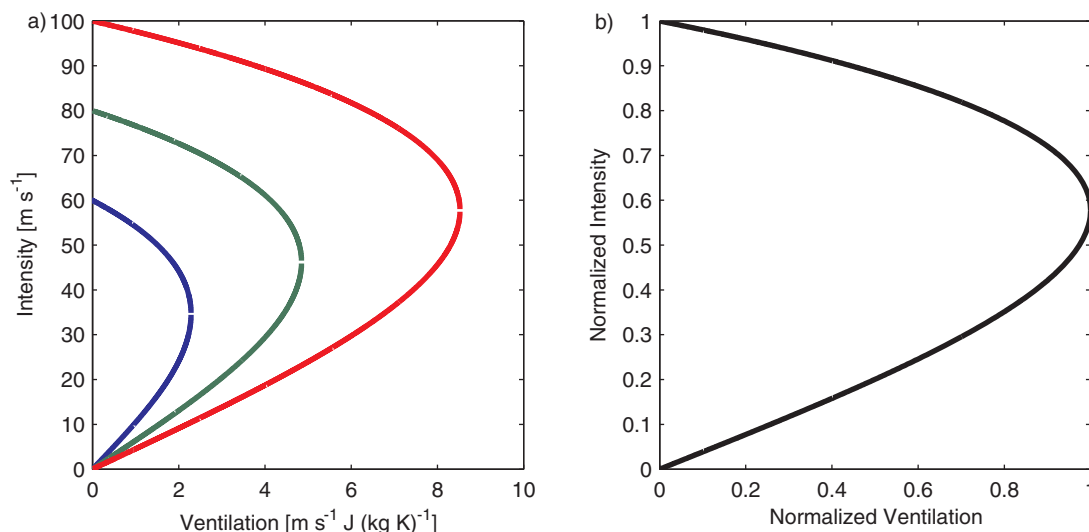 a)
100
90
80
70
60
50
40
30
20
10
0
Intensity [m s⁻¹]
0 2 4 6 8 10
Ventilation [m s⁻¹ J (kg K)⁻¹]
b)
1
0.9
0.8
0.7
0.6
0.5
0.4
0.3
0.2
0.1
0
Normalized Intensity
0 0.2 0.4 0.6 0.8 1
Normalized Ventilation